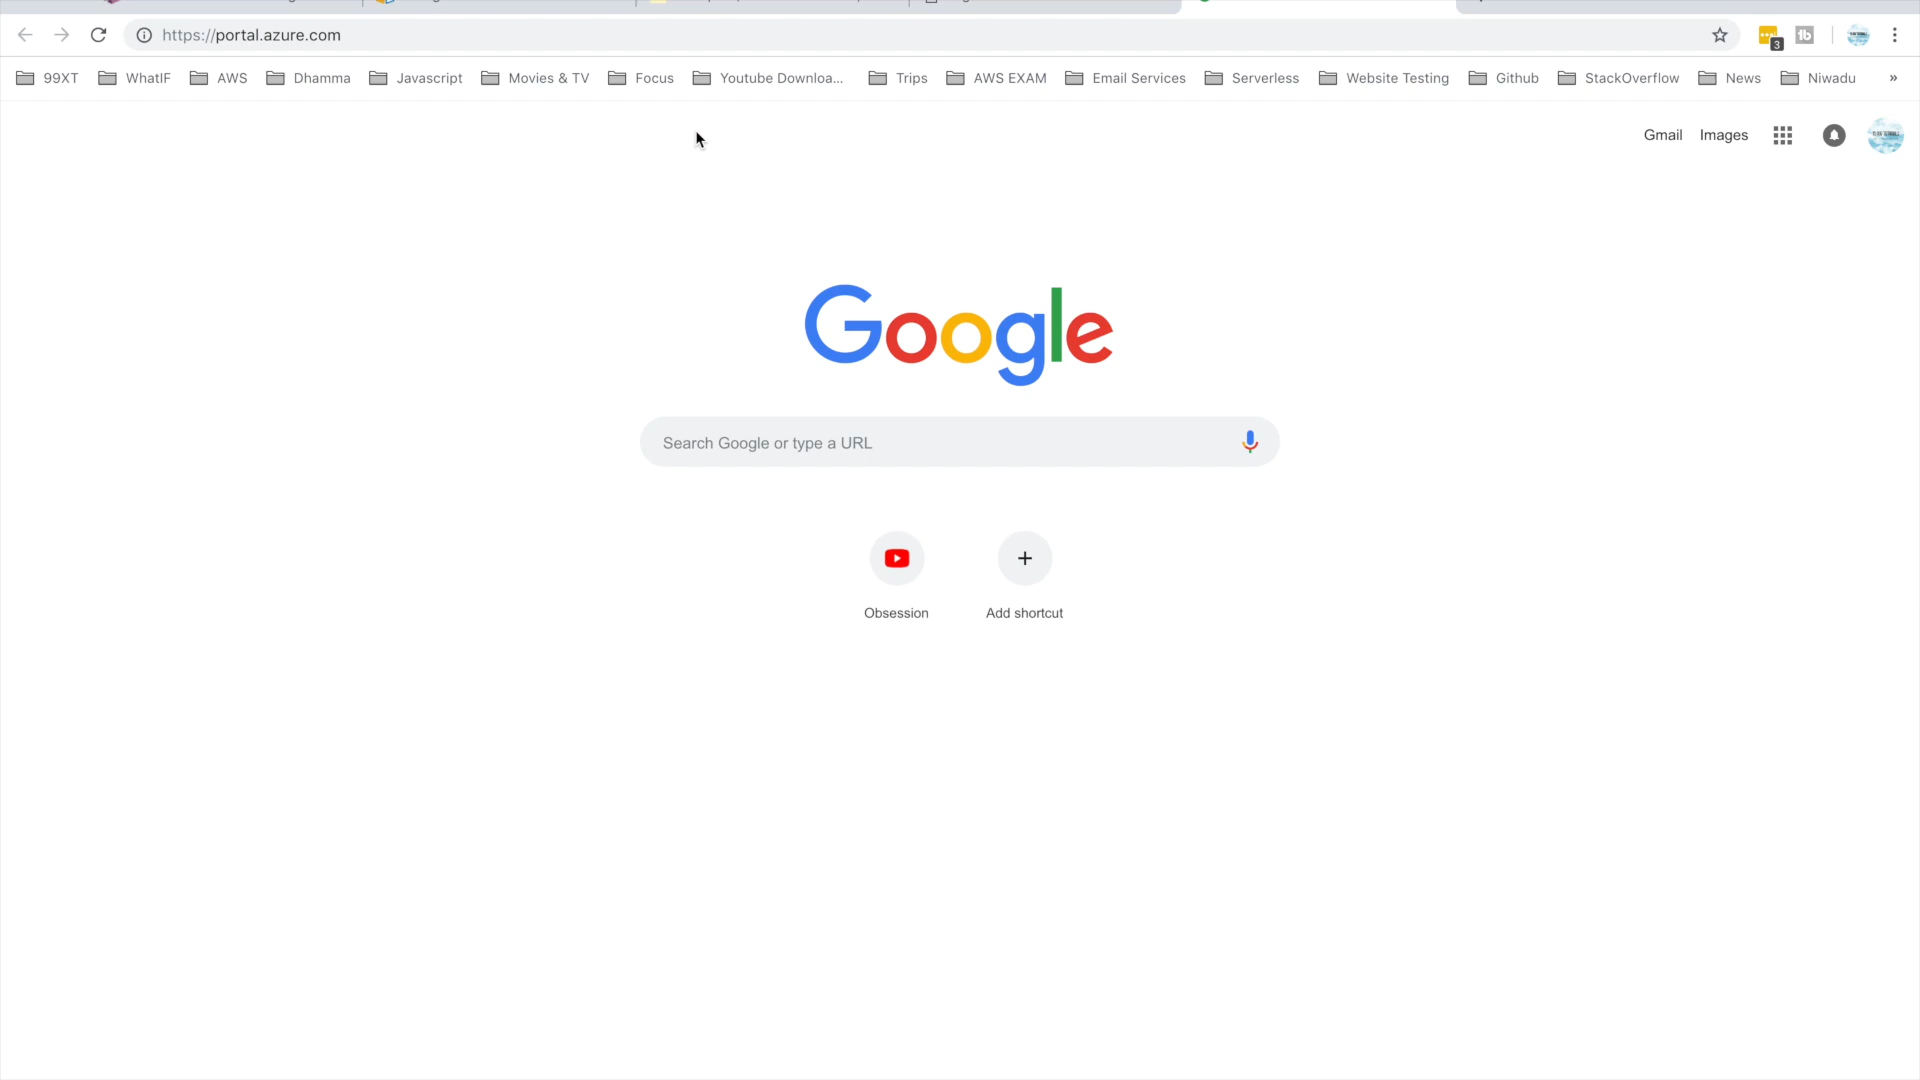 https://portal.azure.com
3
99XT WhatIF AWS Dhamma Javascript Movies & TV Focus Youtube Downloa... Trips AWS EXAM Email Services Serverless Website Testing Github StackOverflow News Niwadu »
Gmail Images
Google
Search Google or type a URL
Obsession Add shortcut